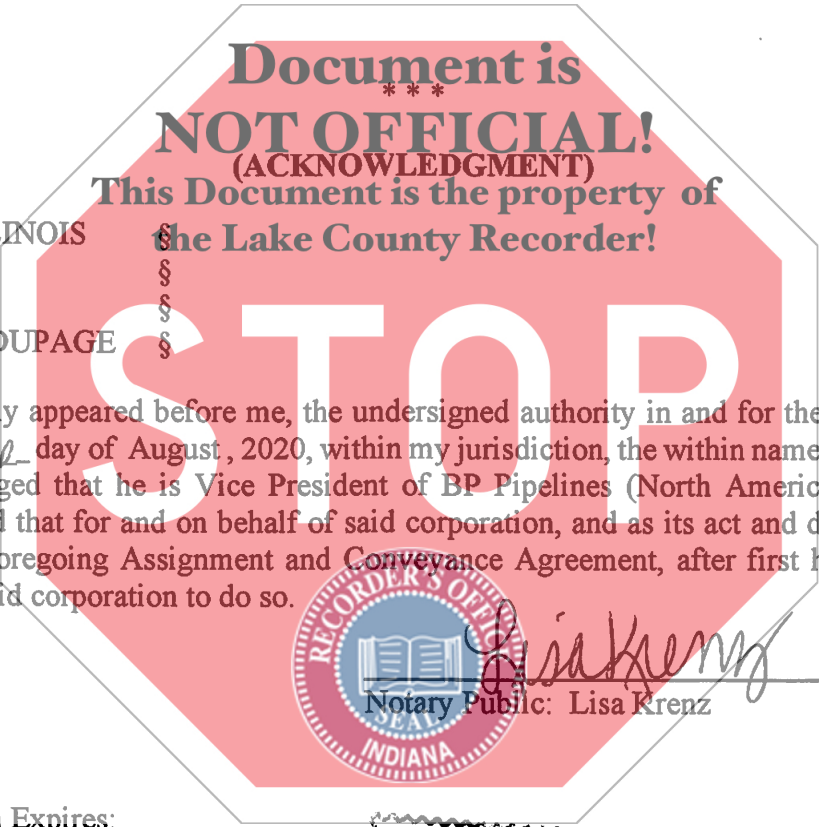 Document is
* * *
NOT OFFICIAL!
(ACKNOWLEDGMENT)
This Document is the property of
the Lake County Recorder!
INOIS §
§
§
DUPAGE §
STOP
y appeared before me, the undersigned authority in and for the
day of August , 2020, within my jurisdiction, the within name
ged that he is Vice President of BP Pipelines (North Americ
d that for and on behalf of said corporation, and as its act and d
oregoing Assignment and Conveyance Agreement, after first h
id corporation to do so.
RECORDER'S OFFIC
SEAL
INDIANA
Lisa Krenz
Notary Public: Lisa Krenz
Expires: